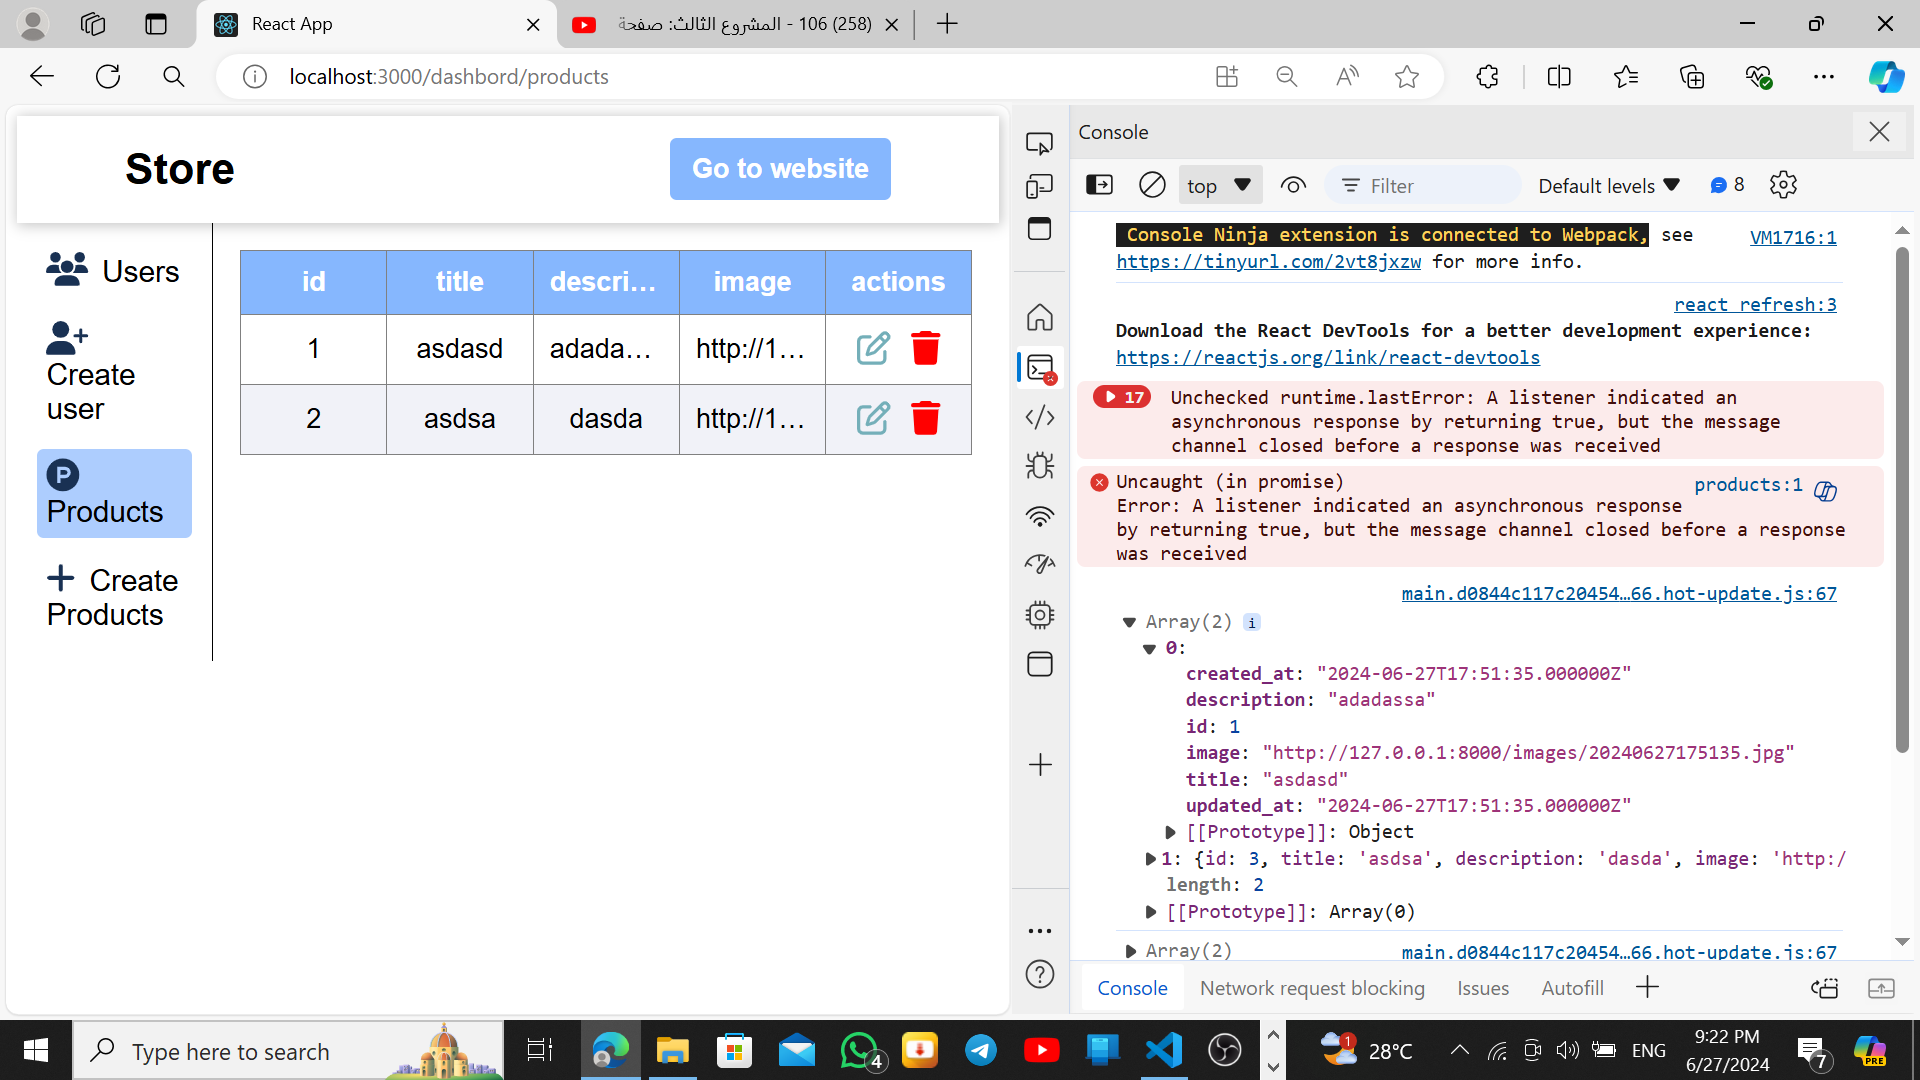 React App
(258) 106 - المشروع الثالث: صفحة
localhost:3000/dashbord/products
Store
Go to website
Users
Create
user
P
Products
Create
Products
id title descri... image actions
1 asdasd adada... http://1...
2 asdsa dasda http://1...
Console
top
Filter
Default levels
8
Console Ninja extension is connected to Webpack, see
VM1716:1
https://tinyurl.com/2vt8jxzw for more info.
react refresh:3
Download the React DevTools for a better development experience:
https://reactjs.org/link/react-devtools
17
Unchecked runtime.lastError: A listener indicated an
asynchronous response by returning true, but the message
channel closed before a response was received
Uncaught (in promise)
products:1
Error: A listener indicated an asynchronous response
by returning true, but the message channel closed before a response
was received
main.d0844c117c20454…66.hot-update.js:67
Array(2) i
0:
created_at: "2024-06-27T17:51:35.000000Z"
description: "adadassa"
id: 1
image: "http://127.0.0.1:8000/images/20240627175135.jpg"
title: "asdasd"
updated_at: "2024-06-27T17:51:35.000000Z"
[[Prototype]]: Object
1: {id: 3, title: 'asdsa', description: 'dasda', image: 'http:/
length: 2
[[Prototype]]: Array(0)
Array(2)
main.d0844c117c20454…66.hot-update.js:67
Console
Network request blocking
Issues
Autofill
Type here to search
4
1
28°C
ENG
9:22 PM
6/27/2024
7
PRE